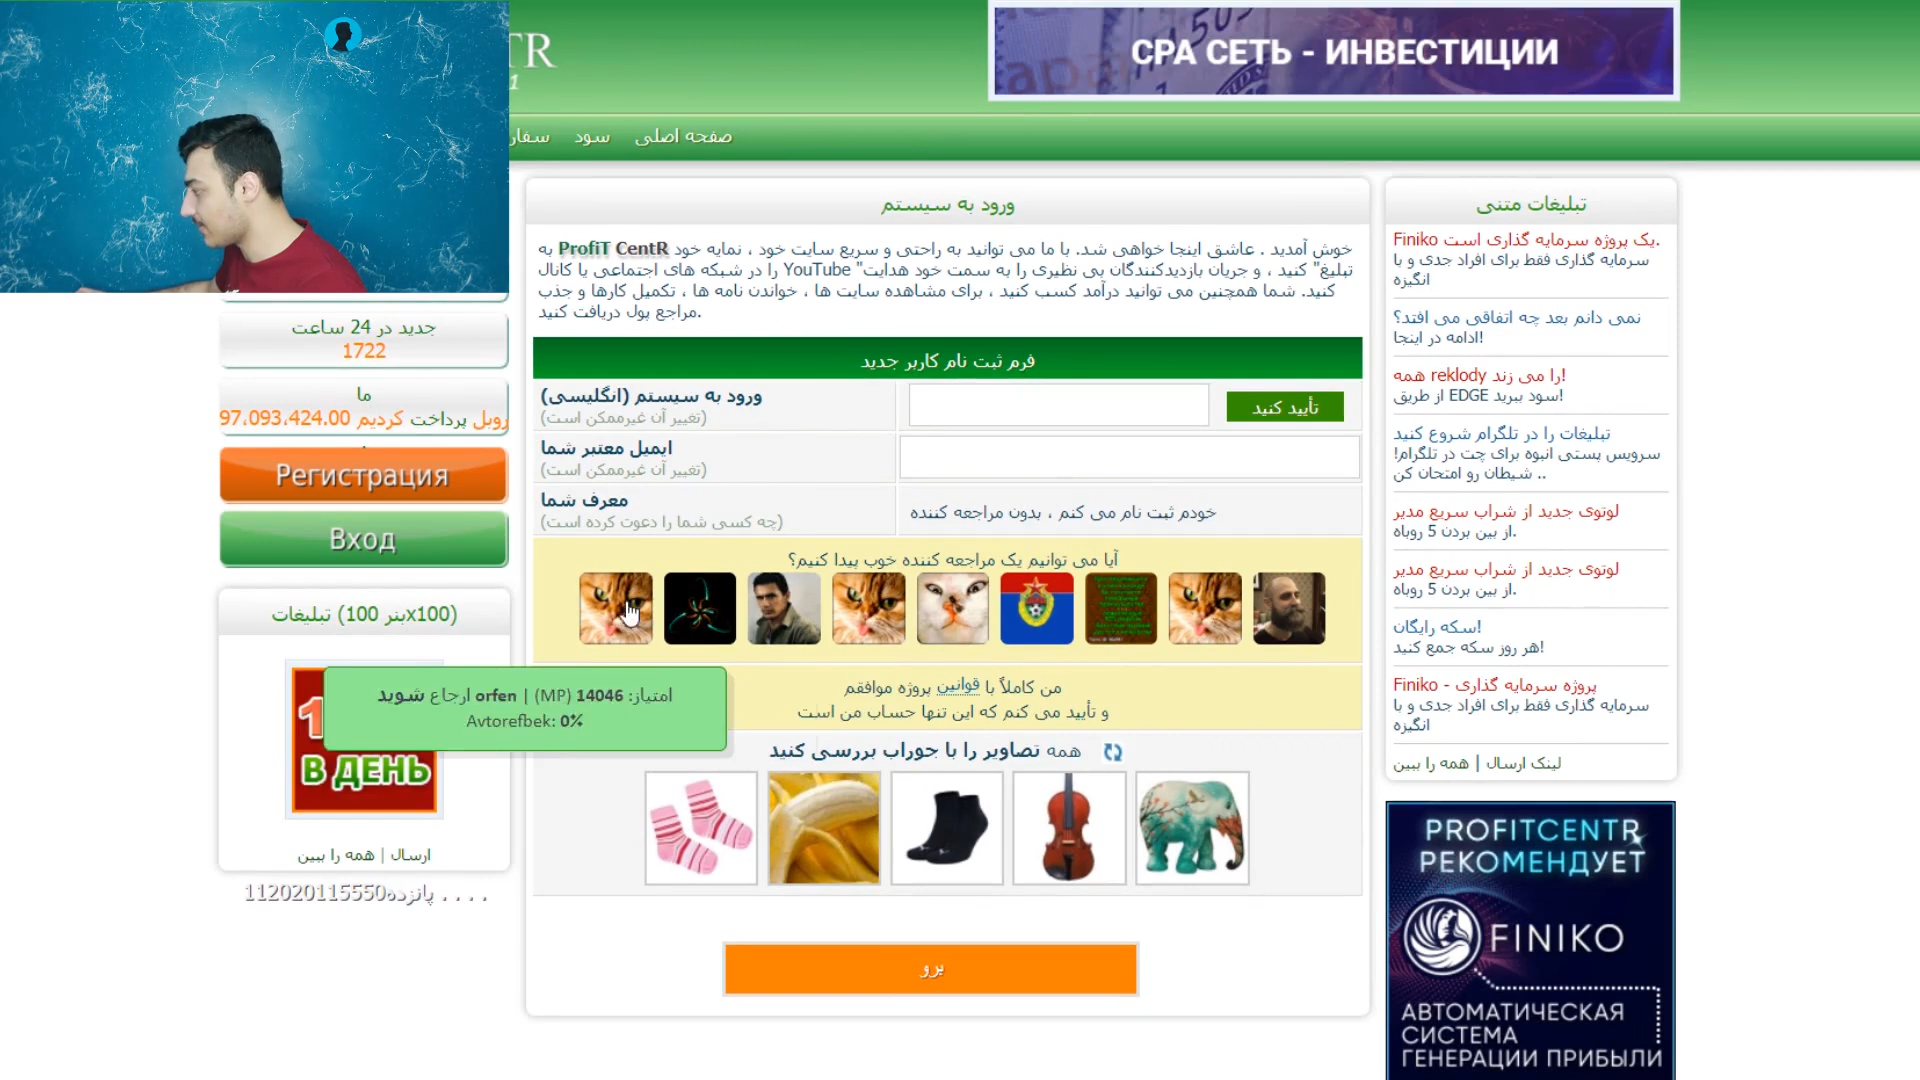 TR
1
СРА СЕТЬ - ИНВЕСТИЦИИ
صفحه اصلی
سود
سفار
جدید در 24 ساعت
1722
ما
روبل پرداخت کردیم 97.093.424.00
Регистрация
Вход
(100 بنر 100x) تبلیغات
В ДЕНЬ
ارسال | همه را ببین
پانزده112020115550 . . . .
ورود به سیستم
خوش آمدید . عاشق اینجا خواهی شد. با ما می توانید به راحتی و سریع سایت خود ، نمایه خود ProfiT CentR به
تبلیغ" کنید ، و جریان بازدیدکنندگان بی نظیری را به سمت خود هدایت" YouTube را در شبکه های اجتماعی یا کانال
کنید. شما همچنین می توانید درآمد کسب کنید ، برای مشاهده سایت ها ، خواندن نامه ها ، تکمیل کارها و جذب
مراجع پول دریافت کنید.
فرم ثبت نام کاربر جدید
ورود به سیستم (انگلیسی)
(تغییر آن غیرممکن است)
تأیید کنید
ایمیل معتبر شما
(تغییر آن غیرممکن است)
معرف شما
(چه کسی شما را دعوت کرده است)
خودم ثبت نام می کنم ، بدون مراجعه کننده
آیا می توانیم یک مراجعه کننده خوب پیدا کنیم؟
امتیاز: 14046 (MP) | orfen ارجاع شوید
Avtorefbek: 0%
من کاملاً با قوانین پروژه موافقم
و تأیید می کنم که این تنها حساب من است
همه تصاویر را با جوراب بررسی کنید
برو
تبلیغات متنی
Finiko یک پروژه سرمایه گذاری است.
سرمایه گذاری فقط برای افراد جدی و با
انگیزه
نمی دانم بعد چه اتفاقی می افتد؟
ادامه در اینجا!
همه reklody را می زند!
از طریق EDGE سود ببرید!
تبلیغات را در تلگرام شروع کنید
سرویس پستی انبوه برای چت در تلگرام!
شیطان رو امتحان کن ..
لوتوی جدید از شراب سریع مدیر
از بین بردن 5 روباه.
لوتوی جدید از شراب سریع مدیر
از بین بردن 5 روباه.
سکه رایگان!
هر روز سکه جمع کنید!
Finiko - پروژه سرمایه گذاری
سرمایه گذاری فقط برای افراد جدی و با
انگیزه
لینک ارسال | همه را ببین
PROFITCENTR
РЕКОМЕНДУЕТ
FINIKO
АВТОМАТИЧЕСКАЯ
СИСТЕМА
ГЕНЕРАЦИИ ПРИБЫЛИ